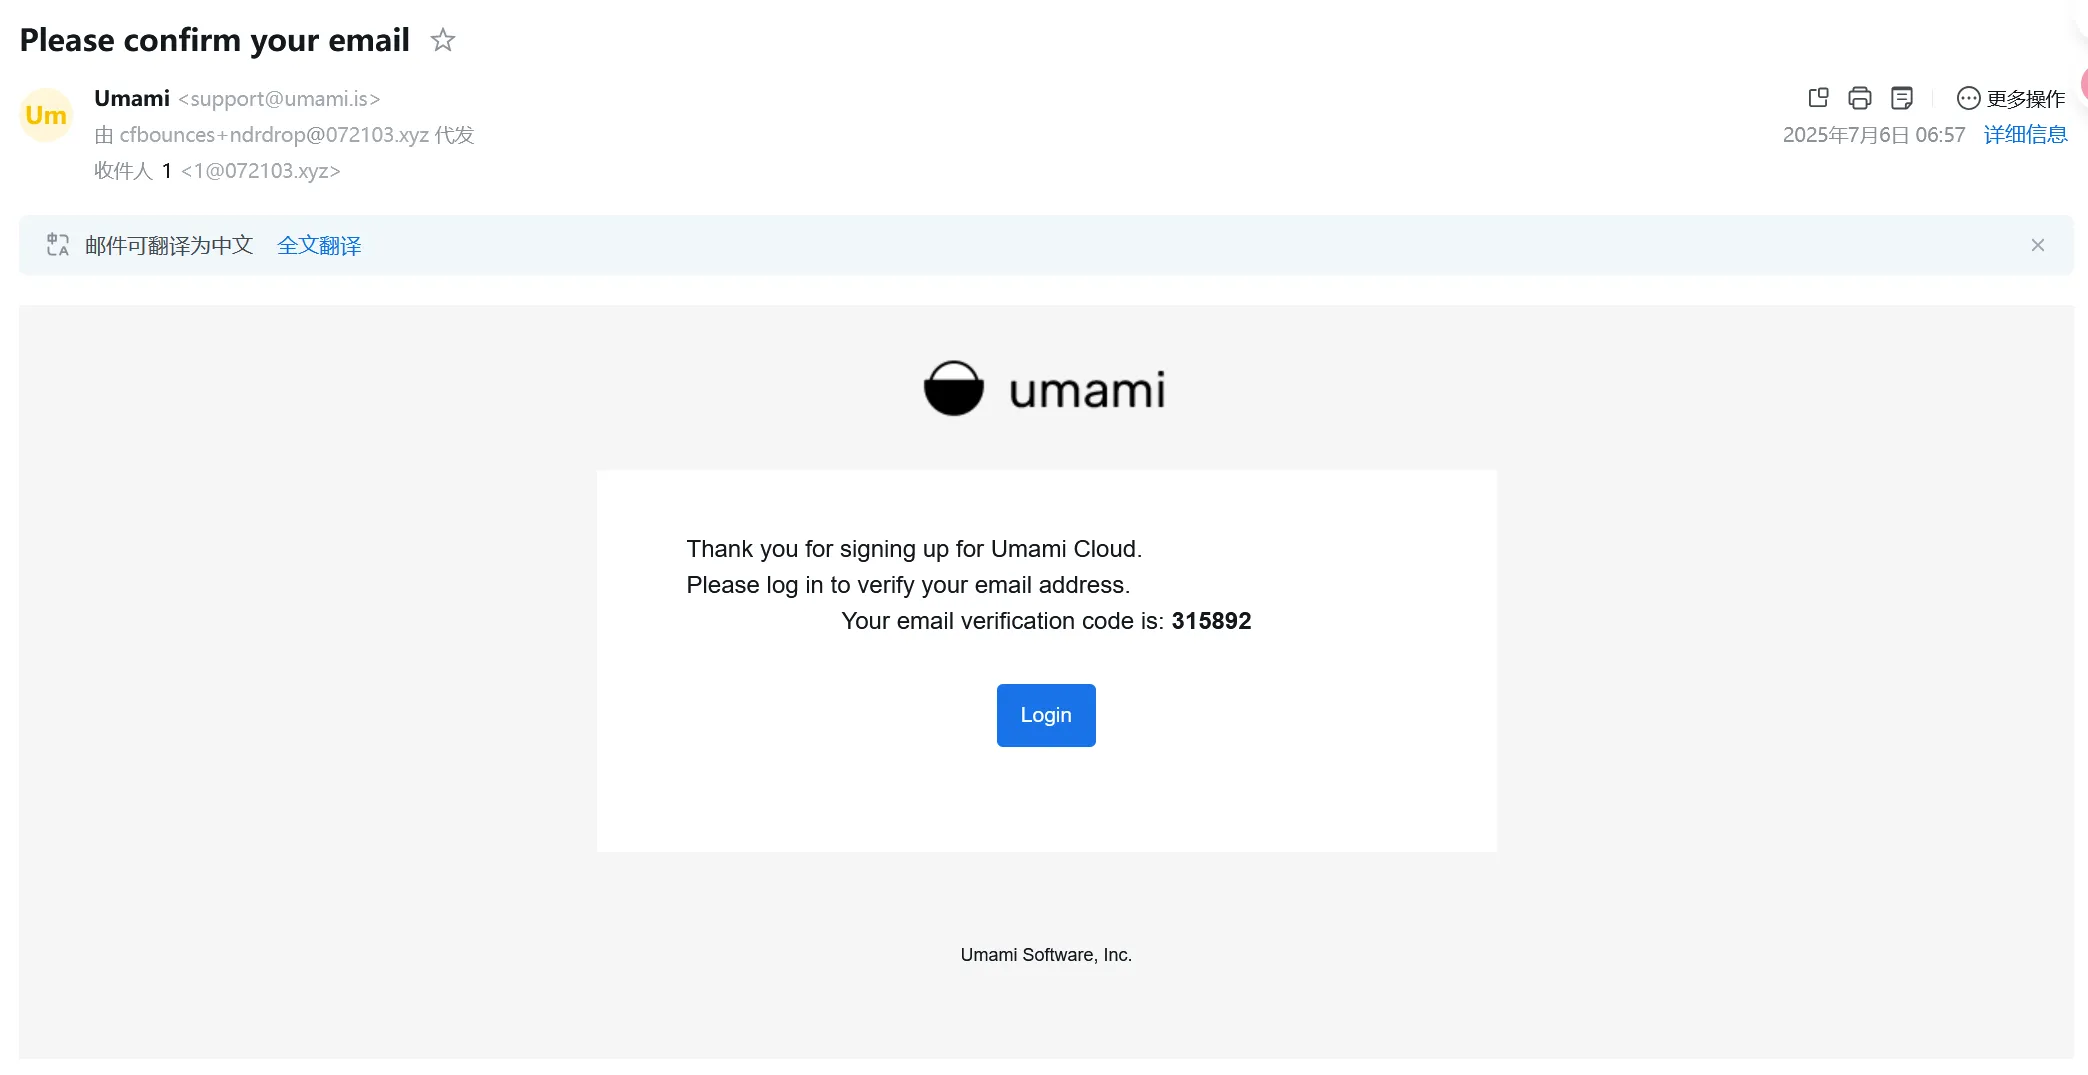 Please confirm your email
Um
Umami <support@umami.is>
更多操作
由 cfbounces+ndrdrop@072103.xyz 代发
2025年7月6日 06:57 详细信息
收件人 1 <1@072103.xyz>
邮件可翻译为中文 全文翻译
umami
Thank you for signing up for Umami Cloud.
Please log in to verify your email address.
Your email verification code is: 315892
Login
Umami Software, Inc.